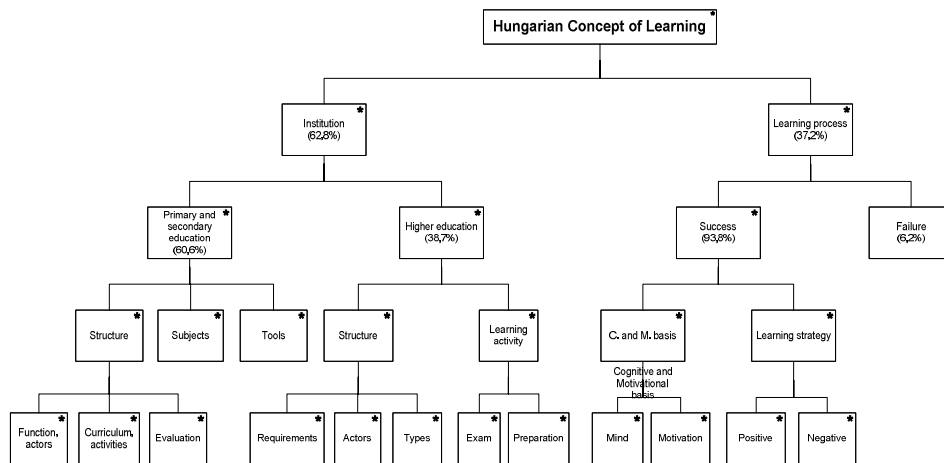 Hungarian Concept of Learning *
Institution *
(62,8%)
Learning process *
(37,2%)
Primary and *
secondary
education
(60,6%)
Higher education *
(38,7%)
Success *
(93,8%)
Failure
(6,2%)
Structure *
Subjects *
Tools *
Structure *
Learning *
activity
C. and M. basis *
Learning strategy *
Cognitive and
Motivational
basis
Function, *
actors
Curriculum, *
activities
Evaluation *
Requirements *
Actors *
Types *
Exam *
Preparation *
Mind *
Motivation *
Positive *
Negative *